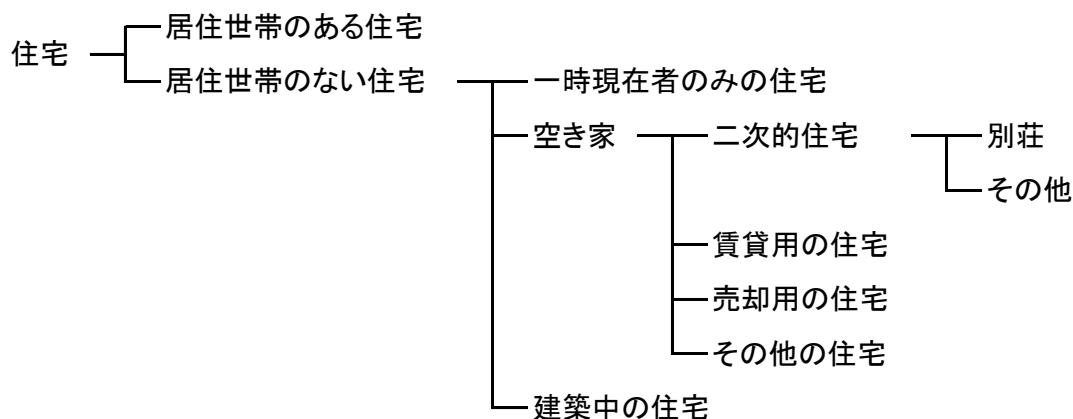 住宅
居住世帯のある住宅
居住世帯のない住宅
一時現在者のみの住宅
空き家
二次的住宅
別荘
その他
賃貸用の住宅
売却用の住宅
その他の住宅
建築中の住宅